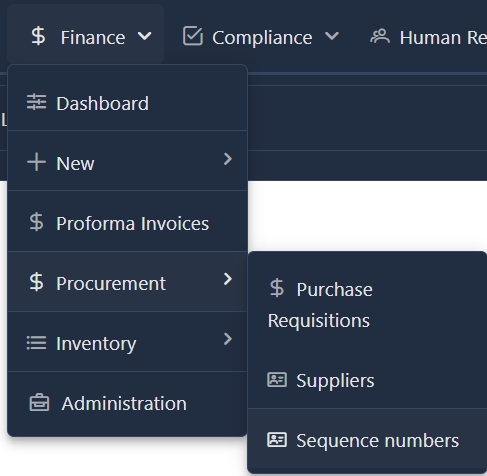 Finance
Compliance
Human Re
Dashboard
New
Proforma Invoices
Procurement
Inventory
Administration
Purchase
Requisitions
Suppliers
Sequence numbers